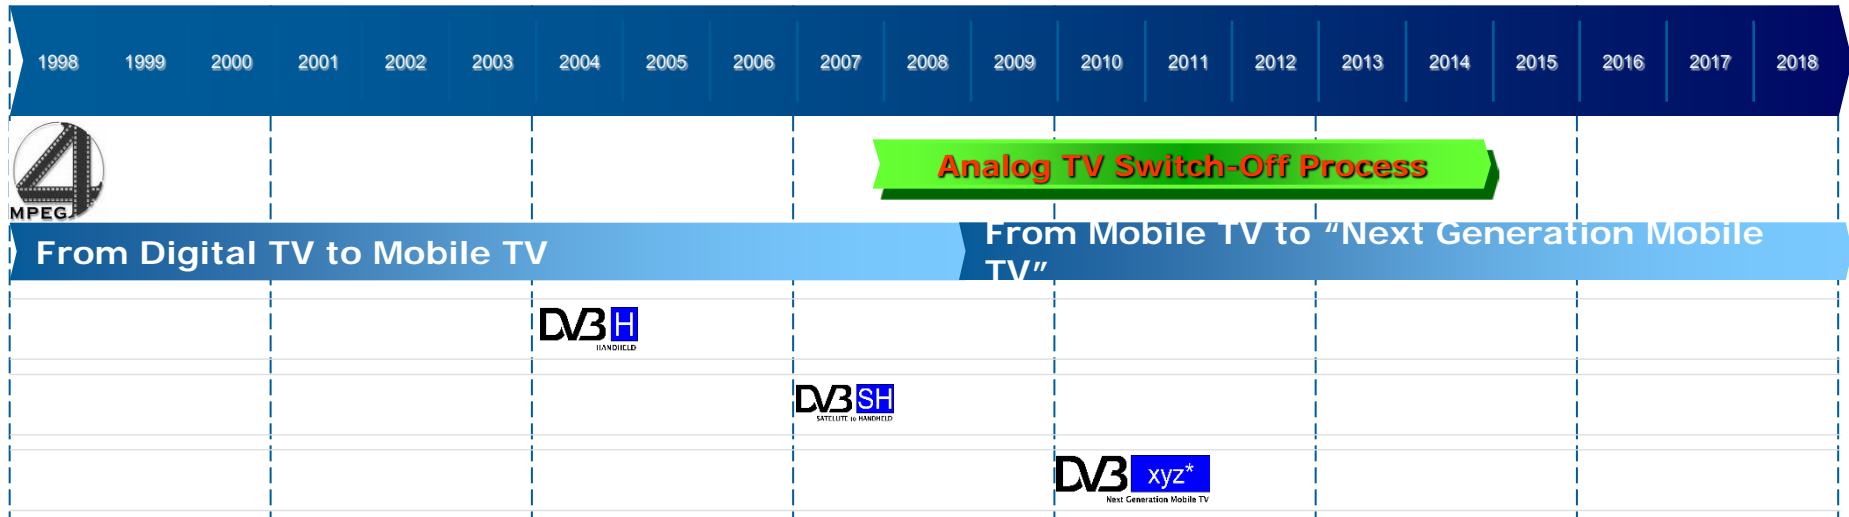 1998 1999 2000 2001 2002 2003 2004 2005 2006 2007 2008 2009 2010 2011 2012 2013 2014 2015 2016 2017 2018
4
MPEG
Analog TV Switch-Off Process
From Digital TV to Mobile TV
From Mobile TV to “Next Generation Mobile
TV”
DVB H
HANDHELD
DVB SH
SATELLITE to HANDHELD
DVB xyz*
Next Generation Mobile TV